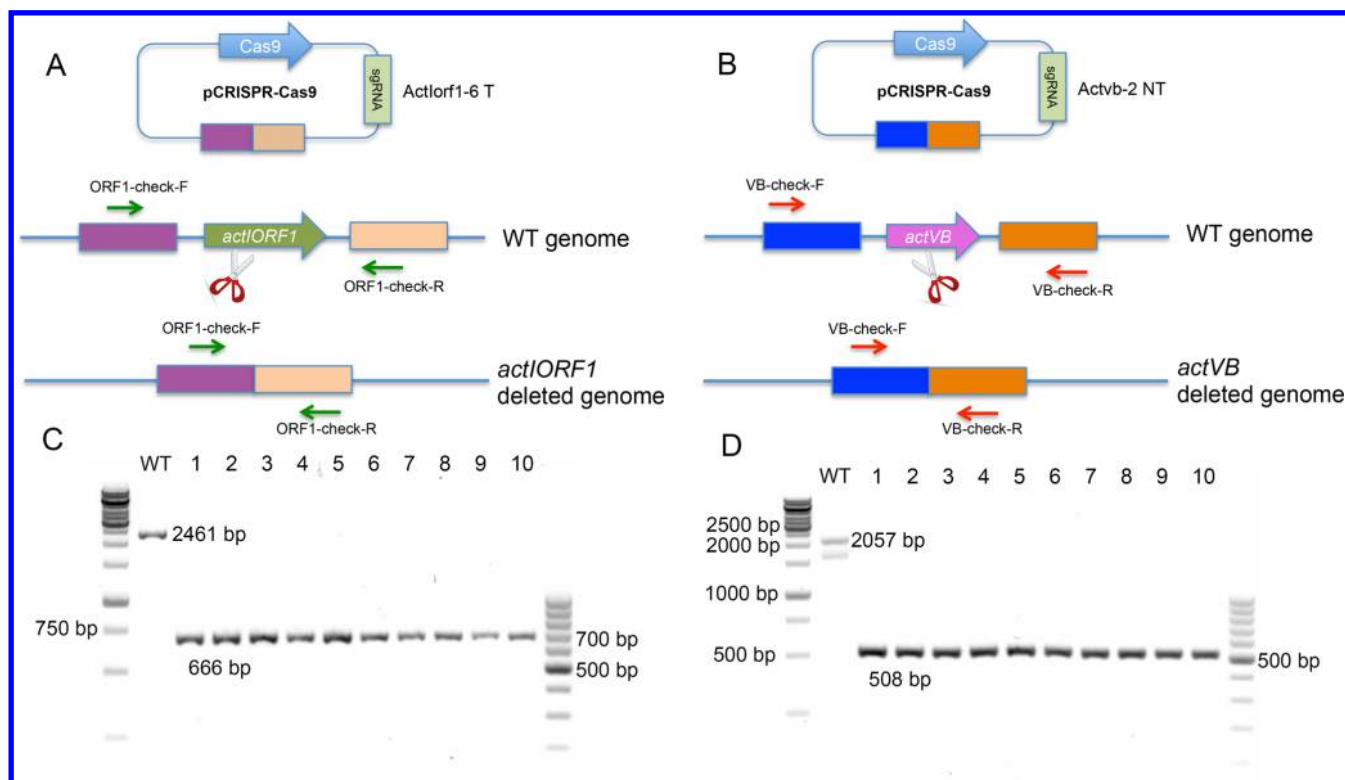 A
Cas9
pCRISPR-Cas9
sgRNA
ActIorf1-6 T
ORF1-check-F
actIORF1
WT genome
ORF1-check-R
ORF1-check-F
actIORF1
deleted genome
ORF1-check-R
B
Cas9
pCRISPR-Cas9
sgRNA
Actvb-2 NT
VB-check-F
actVB
WT genome
VB-check-R
VB-check-F
actVB
deleted genome
VB-check-R
C
WT 1 2 3 4 5 6 7 8 9 10
2461 bp
750 bp
700 bp
666 bp
500 bp
D
WT 1 2 3 4 5 6 7 8 9 10
2500 bp
2000 bp
2057 bp
1000 bp
500 bp
500 bp
508 bp